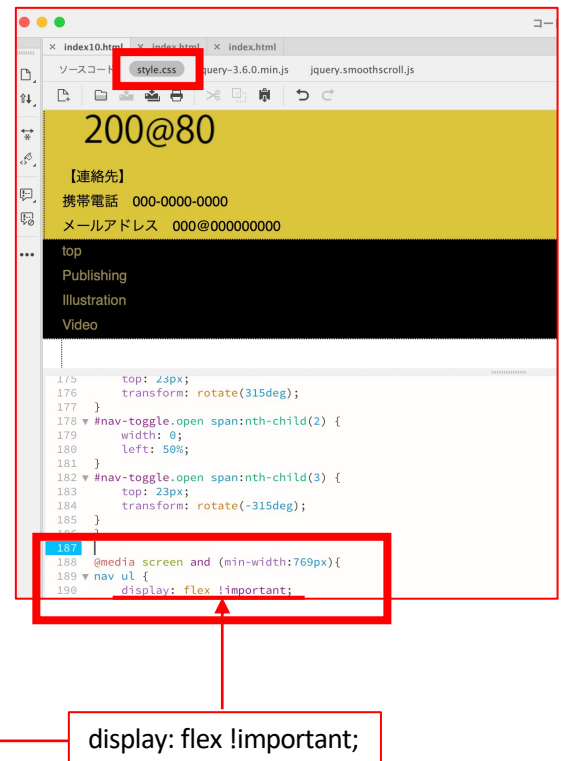 コー
× index10.html × index.html × index.html
ソースコード style.css jquery-3.6.0.min.js jquery.smoothscroll.js
200@80
【連絡先】
携帯電話 000-0000-0000
メールアドレス 000@000000000
top
Publishing
Illustration
Video
175 top: 23px;
176 transform: rotate(315deg);
177 }
178 #nav-toggle.open span:nth-child(2) {
179 width: 0;
180 left: 50%;
181 }
182 #nav-toggle.open span:nth-child(3) {
183 top: 23px;
184 transform: rotate(-315deg);
185 }
186 }
187
188 @media screen and (min-width:769px){
189 nav ul {
190 display: flex !important;
display: flex !important;